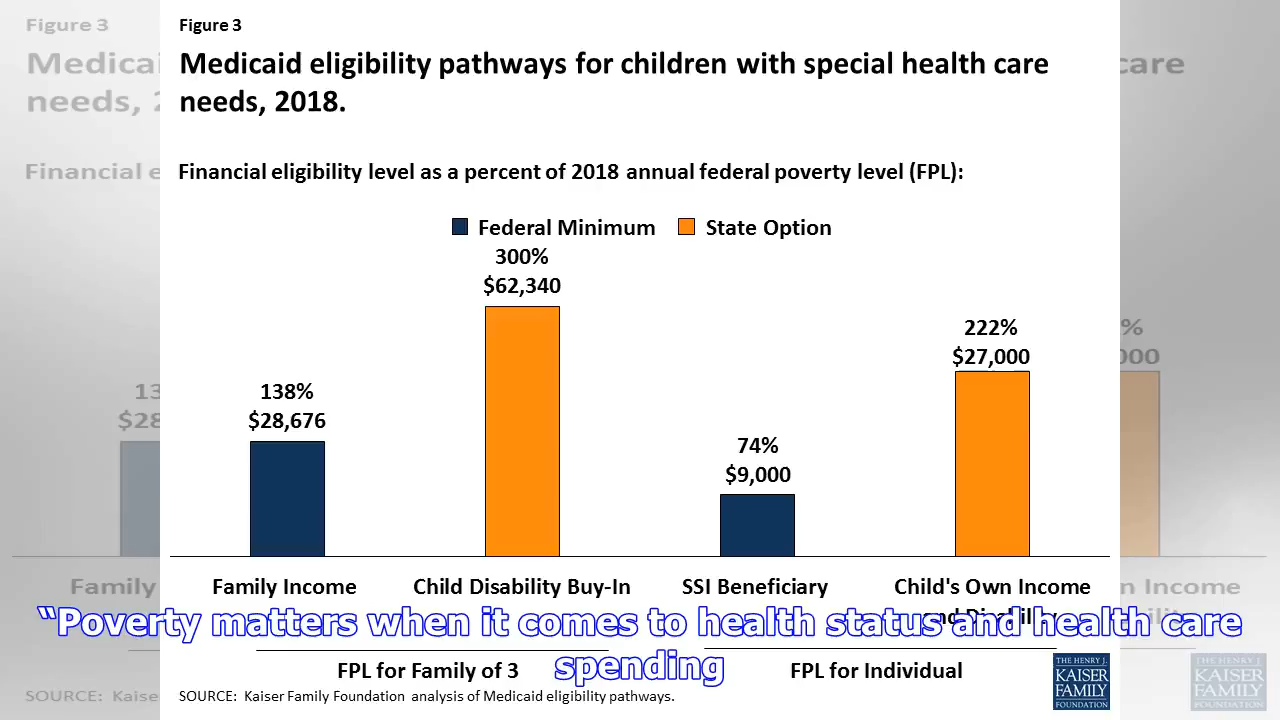 Figure 3
Medicaid eligibility pathways for children with special health care
needs, 2018.
Financial eligibility level as a percent of 2018 annual federal poverty level (FPL):
Federal Minimum State Option
300%
$62,340
222%
$27,000
138%
$28,676
74%
$9,000
Family Income Child Disability Buy-In SSI Beneficiary Child's Own Income
and Disability
“Poverty matters when it comes to health status and health care
spending
FPL for Family of 3 FPL for Individual
SOURCE: Kaiser Family Foundation analysis of Medicaid eligibility pathways.
THE HENRY J.
KAISER
FAMILY
FOUNDATION